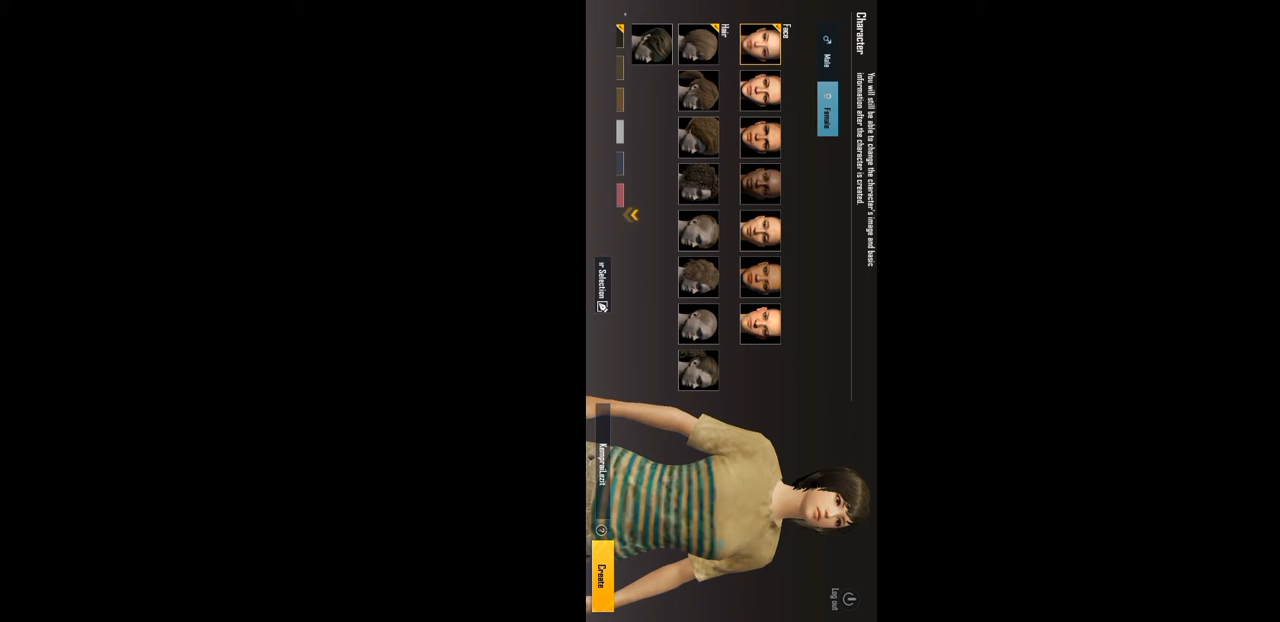 Character
You will still be able to change the character's image and basic
information after the character is created.
Male
Female
Face
Hair
Selection
KempraiLezit
Create
Log out